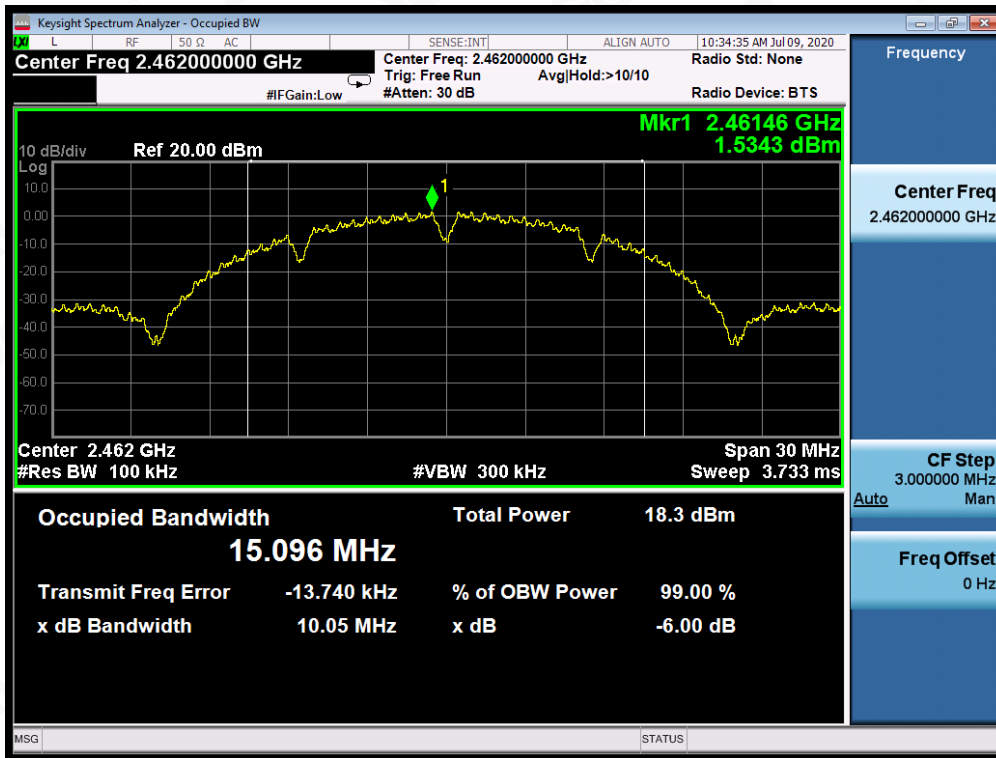 Keysight Spectrum Analyzer - Occupied BW
LXI L RF 50 Ω AC SENSE:INT ALIGN AUTO 10:34:35 AM Jul 09, 2020
Center Freq 2.462000000 GHz
Center Freq: 2.462000000 GHz
Radio Std: None
Trig: Free Run Avg|Hold:>10/10
#IFGain:Low
#Atten: 30 dB
Radio Device: BTS
Frequency
Mkr1 2.46146 GHz
1.5343 dBm
10 dB/div Ref 20.00 dBm
Log
10.0
0.00
-10.0
-20.0
-30.0
-40.0
-50.0
-60.0
-70.0
1
Center 2.462 GHz
Span 30 MHz
#Res BW 100 kHz
#VBW 300 kHz
Sweep 3.733 ms
Occupied Bandwidth
15.096 MHz
Total Power 18.3 dBm
Transmit Freq Error -13.740 kHz
% of OBW Power 99.00 %
x dB Bandwidth 10.05 MHz
x dB -6.00 dB
Center Freq
2.462000000 GHz
CF Step
3.000000 MHz
Auto Man
Freq Offset
0 Hz
MSG
STATUS